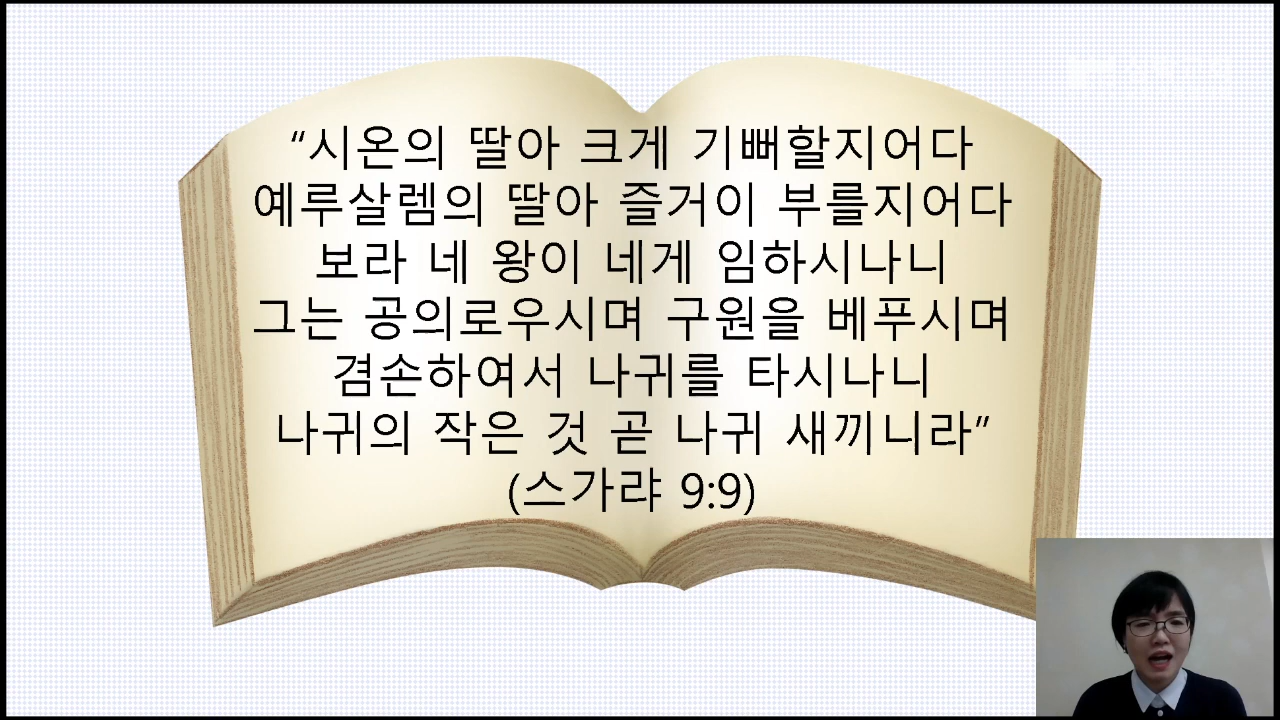 “시온의 딸아 크게 기뻐할지어다
예루살렘의 딸아 즐거이 부를지어다
보라 네 왕이 네게 임하시나니
그는 공의로우시며 구원을 베푸시며
겸손하여서 나귀를 타시나니
나귀의 작은 것 곧 나귀 새끼니라”
(스가랴 9:9)